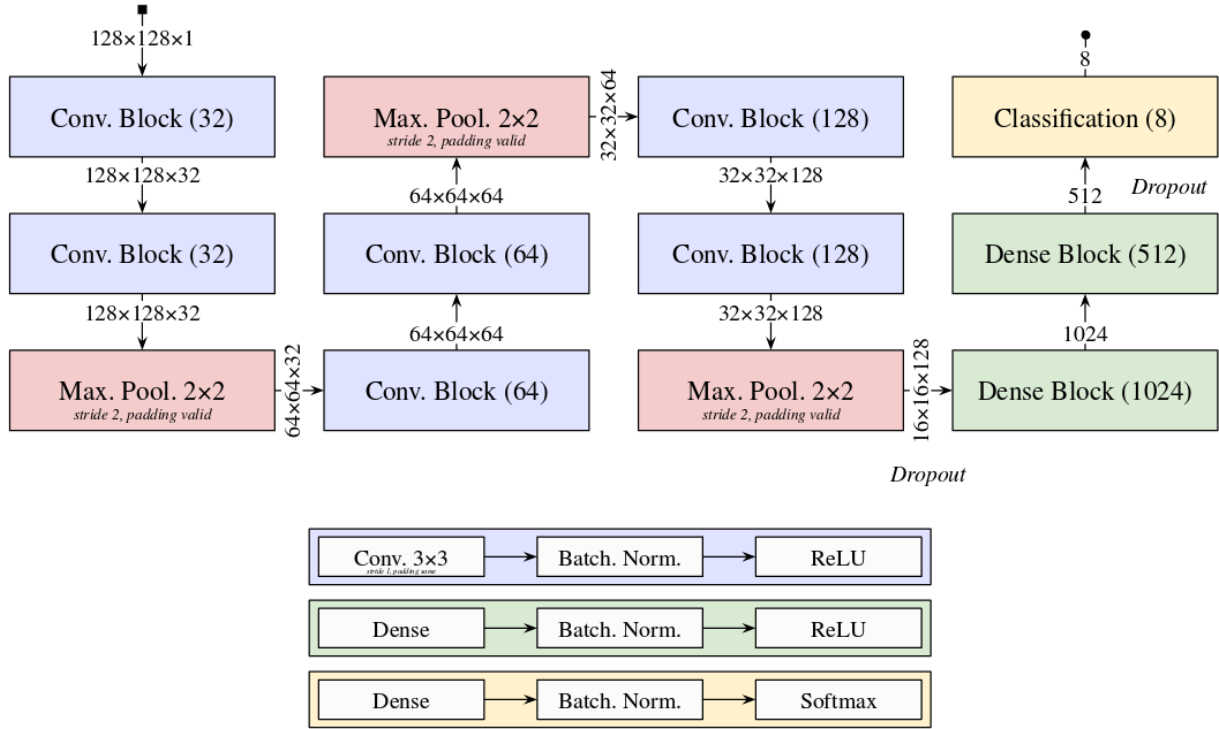 128×128×1
Conv. Block (32)
128×128×32
Conv. Block (32)
128×128×32
Max. Pool. 2×2
stride 2, padding valid
64×64×32
Conv. Block (64)
64×64×64
Conv. Block (64)
64×64×64
Max. Pool. 2×2
stride 2, padding valid
32×32×64
Conv. Block (128)
32×32×128
Conv. Block (128)
32×32×128
Max. Pool. 2×2
stride 2, padding valid
16×16×128
Dropout
Dense Block (1024)
1024
Dense Block (512)
512
Dropout
Classification (8)
8
Conv. 3×3
stride 1, padding same
Batch. Norm.
ReLU
Dense
Batch. Norm.
ReLU
Dense
Batch. Norm.
Softmax